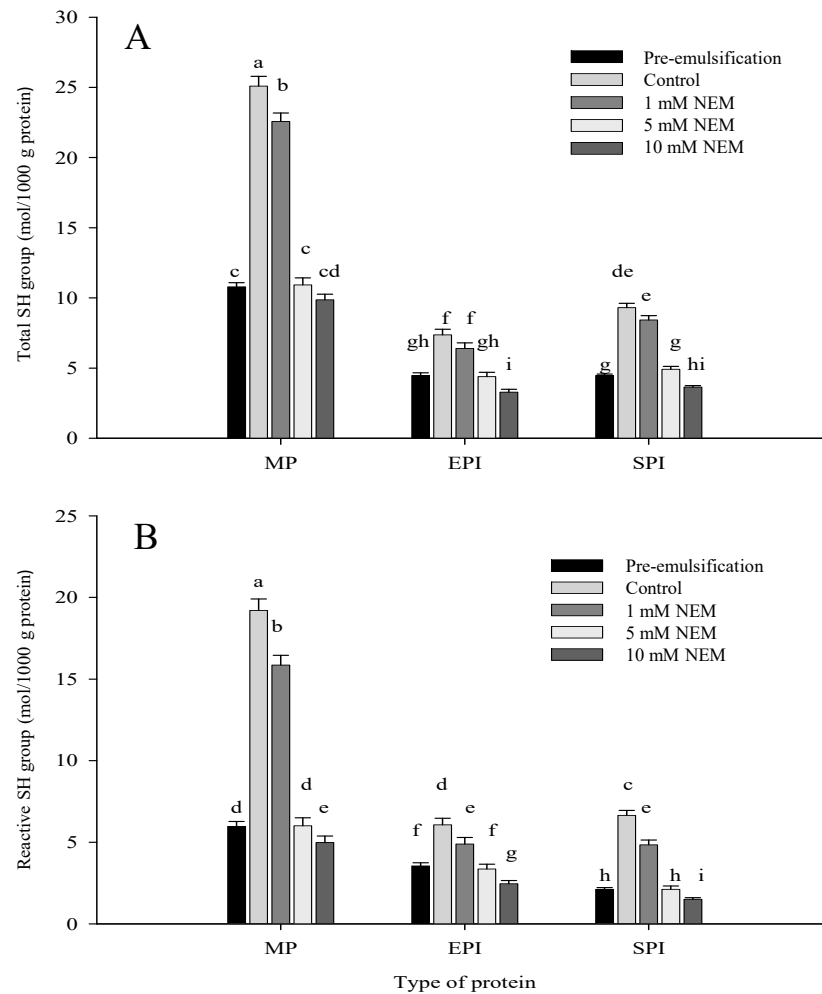 A
Total SH group (mol/1000 g protein)
30
25
20
15
10
5
0
Pre-emulsification
Control
1 mM NEM
5 mM NEM
10 mM NEM
c a b c cd
gh f f gh i
g de e g hi
MP EPI SPI
B
Reactive SH group (mol/1000 g protein)
25
20
15
10
5
0
Pre-emulsification
Control
1 mM NEM
5 mM NEM
10 mM NEM
d a b d e
f d e f g
h c e h i
MP EPI SPI
Type of protein